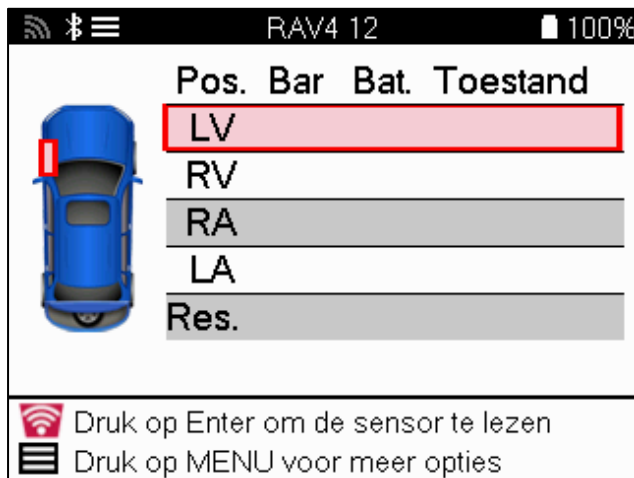 RAV4 12 100%
Pos. Bar Bat. Toestand
LV
RV
RA
LA
Res.
Druk op Enter om de sensor te lezen
Druk op MENU voor meer opties